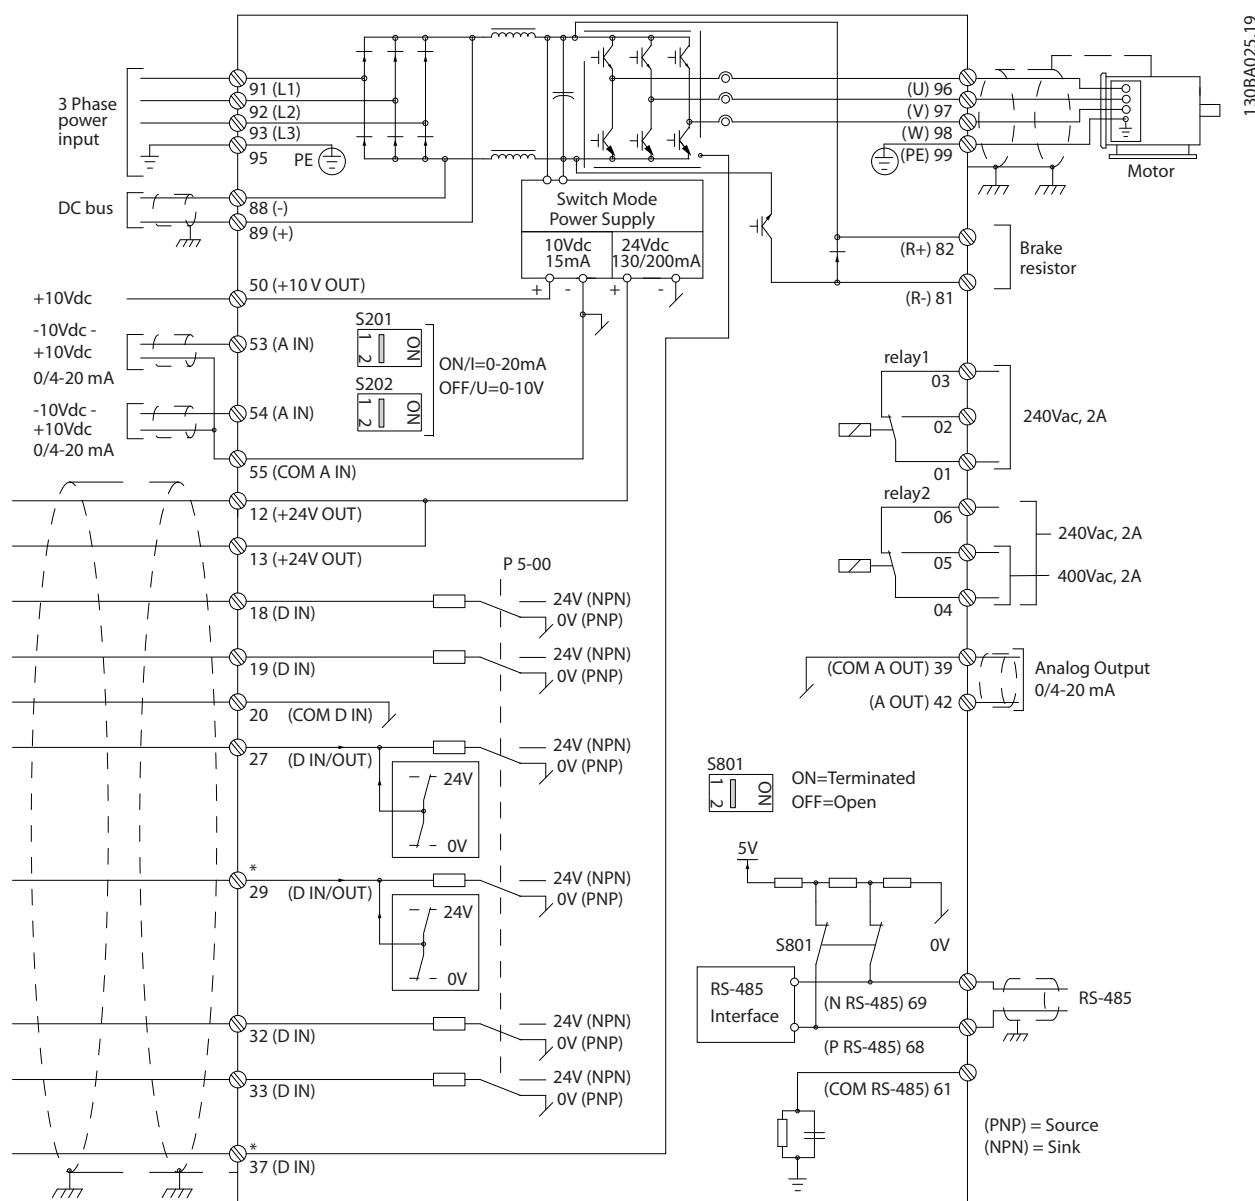 130BA025.19
3 Phase
power
input
91 (L1)
92 (L2)
93 (L3)
95
PE
DC bus
88 (-)
89 (+)
Switch Mode
Power Supply
10Vdc
15mA
24Vdc
130/200mA
+ - + -
(U) 96
(V) 97
(W) 98
(PE) 99
Motor
(R+) 82
(R-) 81
Brake
resistor
+10Vdc
50 (+10 V OUT)
-10Vdc -
+10Vdc
0/4-20 mA
53 (A IN)
-10Vdc -
+10Vdc
0/4-20 mA
54 (A IN)
55 (COM A IN)
S201
1
2
ON
S202
1
2
ON
ON/I=0-20mA
OFF/U=0-10V
relay1
03
02
01
240Vac, 2A
relay2
06
05
04
240Vac, 2A
400Vac, 2A
12 (+24V OUT)
13 (+24V OUT)
P 5-00
18 (D IN)
24V (NPN)
0V (PNP)
19 (D IN)
24V (NPN)
0V (PNP)
20 (COM D IN)
27 (D IN/OUT)
24V (NPN)
0V (PNP)
24V
0V
*
29 (D IN/OUT)
24V (NPN)
0V (PNP)
24V
0V
32 (D IN)
24V (NPN)
0V (PNP)
33 (D IN)
24V (NPN)
0V (PNP)
*
37 (D IN)
(COM A OUT) 39
(A OUT) 42
Analog Output
0/4-20 mA
S801
1
2
ON
ON=Terminated
OFF=Open
5V
S801
0V
RS-485
Interface
(N RS-485) 69
(P RS-485) 68
(COM RS-485) 61
RS-485
(PNP) = Source
(NPN) = Sink